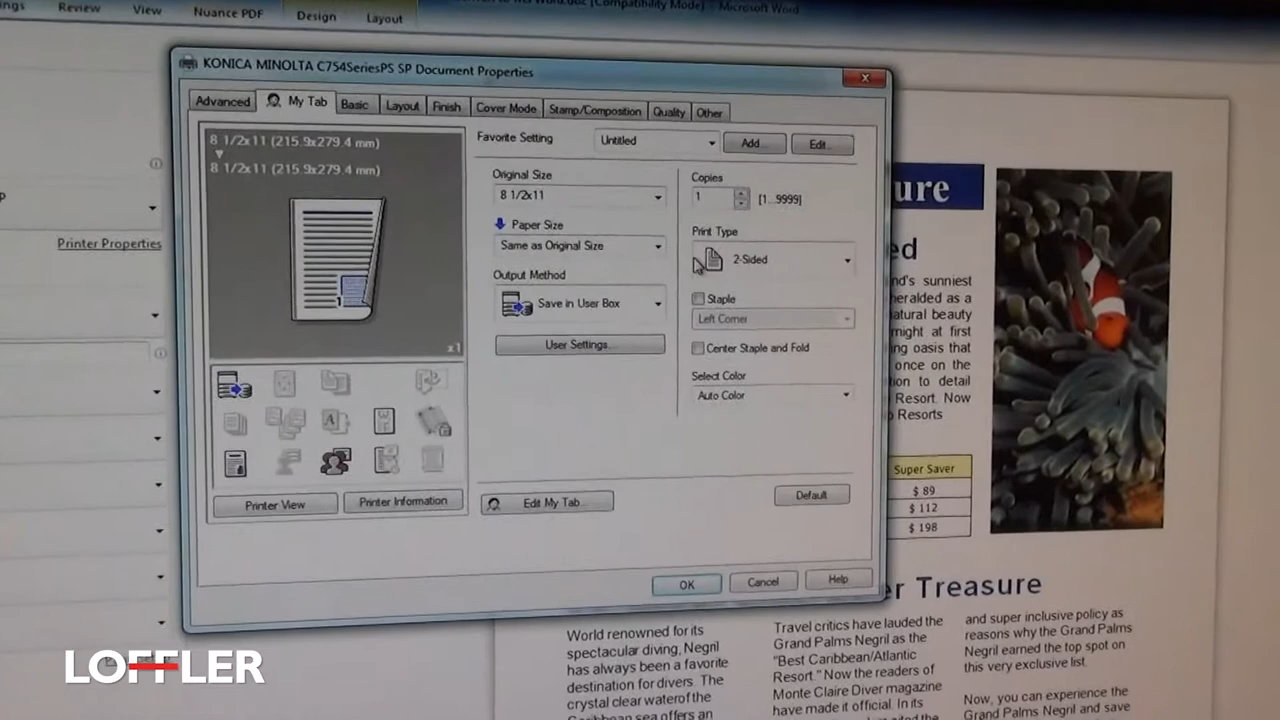 Review View Nuance PDF Design Layout
(Compatibility Mode) - Microsoft Word
KONICA MINOLTA C754SeriesPS SP Document Properties
Advanced My Tab Basic Layout Finish Cover Mode Stamp/Composition Quality Other
8 1/2x11 (215.9x279.4 mm)
8 1/2x11 (215.9x279.4 mm)
1
x1
Printer View Printer Information
Favorite Setting Untitled Add... Edit...
Original Size
8 1/2x11
Paper Size
Same as Original Size
Output Method
Save in User Box
User Settings...
Copies
1 [1...9999]
Print Type
2-Sided
Staple
Left Corner
Center Staple and Fold
Select Color
Auto Color
Edit My Tab... Default
OK Cancel Help
Printer Properties
ure
ed
nd's sunniest
heralded as a
natural beauty
might at first
ng oasis that
once on the
ion to detail
Resort. Now
Resorts
Super Saver
$ 89
$ 112
$ 198
er Treasure
World renowned for its
spectacular diving, Negril
has always been a favorite
destination for divers. The
crystal clear water of the
Caribbean sea offers an
Travel critics have lauded the
Grand Palms Negril as the
"Best Caribbean/Atlantic
Resort." Now the readers of
Monte Claire Diver magazine
have made it official. In its
and super inclusive policy as
reasons why the Grand Palms
Negril earned the top spot on
this very exclusive list.
Now, you can experience the
Grand Palms Negril and save
LOFFLER